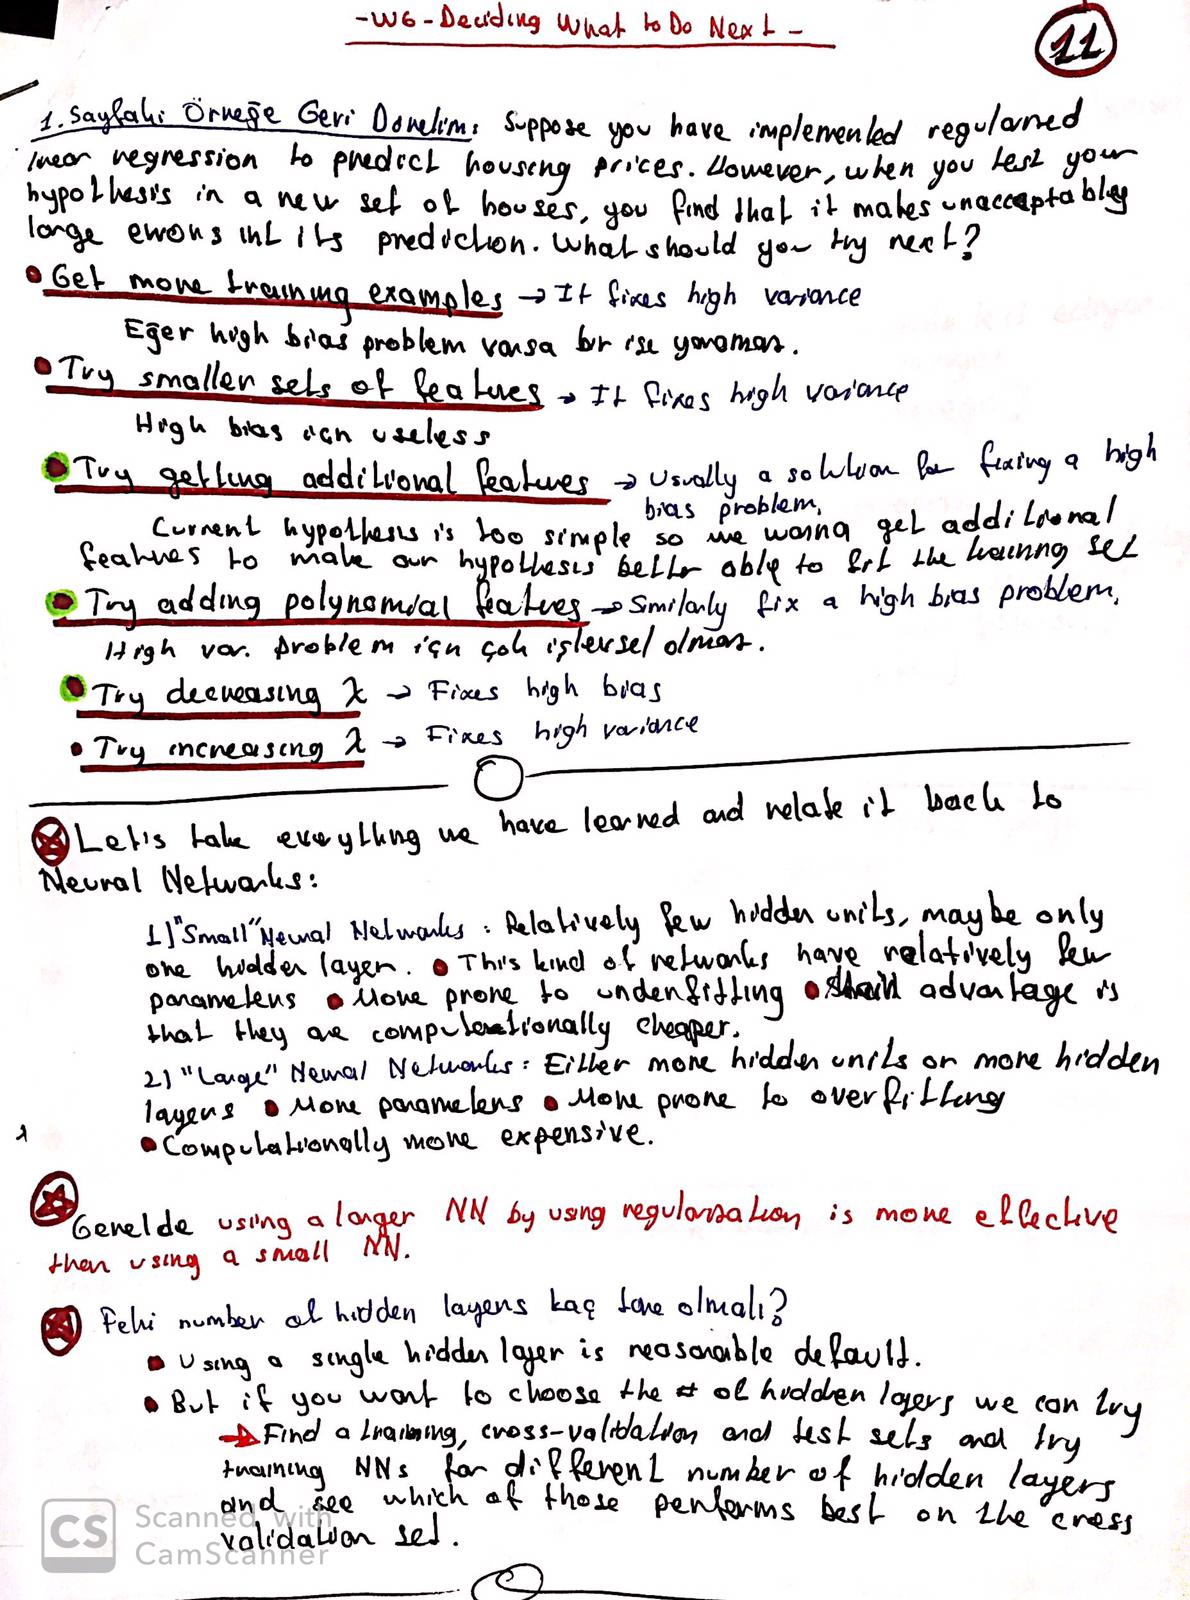 -W6-Deciding What to Do Next-
11
1. Sayfaki Örneğe Geri Dönelim: Suppose you have implemented regularized
linear regression to predict housing prices. However, when you test your
hypothesis in a new set of houses, you find that it makes unacceptably
large errors int its prediction. What should you try next?
• Get more training examples → It fixes high variance
Eğer high bias problem varsa bir işe yaramaz.
• Try smaller sets of features → It fixes high variance
High bias için useless
• Try getting additional features → Usually a solution for fixing a high
bias problem.
Current hypothesis is too simple so we wanna get additional
features to make our hypothesis better able to fit the training set
• Try adding polynomial features → Similarly fix a high bias problem.
High var. problem için çok işlevsel olmaz.
• Try decreasing λ → Fixes high bias
• Try increasing λ → Fixes high variance
Let's take everything we have learned and relate it back to
Neural Networks:
1) "Small" Neural Networks : Relatively few hidden units, maybe only
one hidden layer. • This kind of networks have relatively few
parameters • More prone to underfitting • advantage is
that they are computationally cheaper.
2) "Large" Neural Networks : Either more hidden units or more hidden
layers • More parameters • More prone to overfitting
• Computationally more expensive.
Genelde using a larger NN by using regularization is more effective
then using a small NN.
Peki number of hidden layers kaç tane olmalı?
• Using a single hidden layer is reasonable default.
• But if you want to choose the # of hidden layers we can try
→ Find a training, cross-validation and test sets and try
training NNs for different number of hidden layers
and see which of those performs best on the cross
validation set.
CS Scanned with
CamScanner